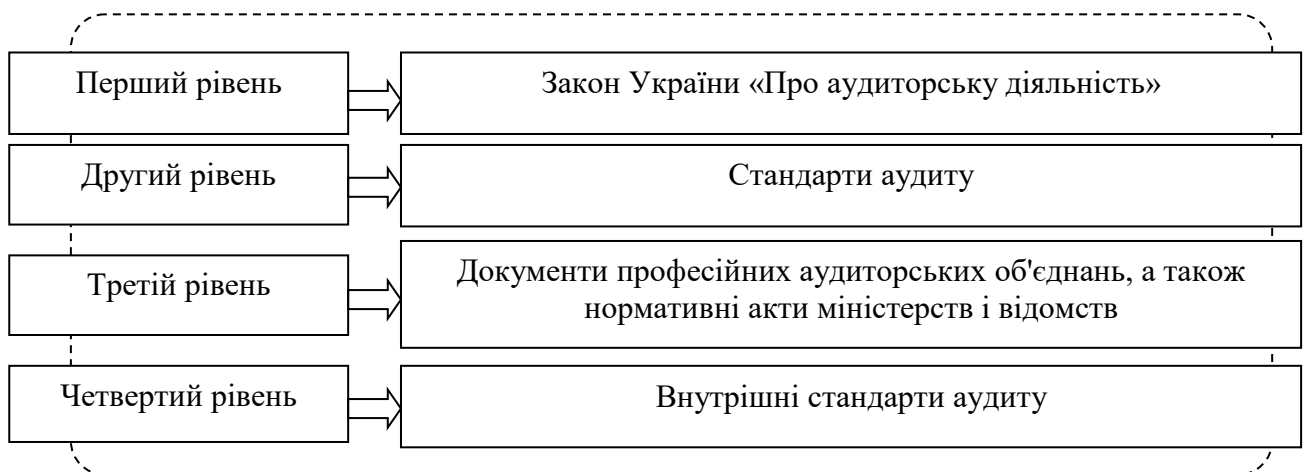 Перший рівень
Закон України «Про аудиторську діяльність»
Другий рівень
Стандарти аудиту
Третій рівень
Документи професійних аудиторських об'єднань, а також
нормативні акти міністерств і відомств
Четвертий рівень
Внутрішні стандарти аудиту